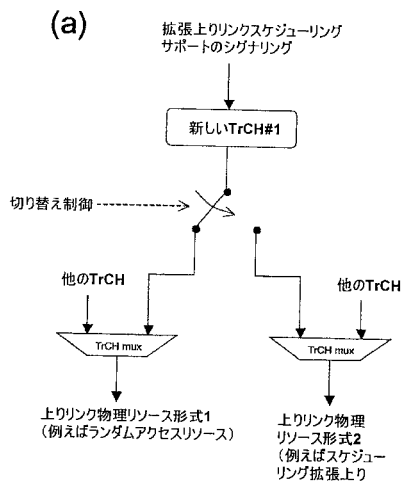 (a)
拡張上りリンクスケジューリング
サポートのシグナリング
新しいTrCH#1
切り替え制御
他のTrCH
他のTrCH
TrCH mux
TrCH mux
上りリンク物理リソース形式1
（例えばランダムアクセスリソース）
上りリンク物理
リソース形式2
（例えばスケジュー
リング拡張上り